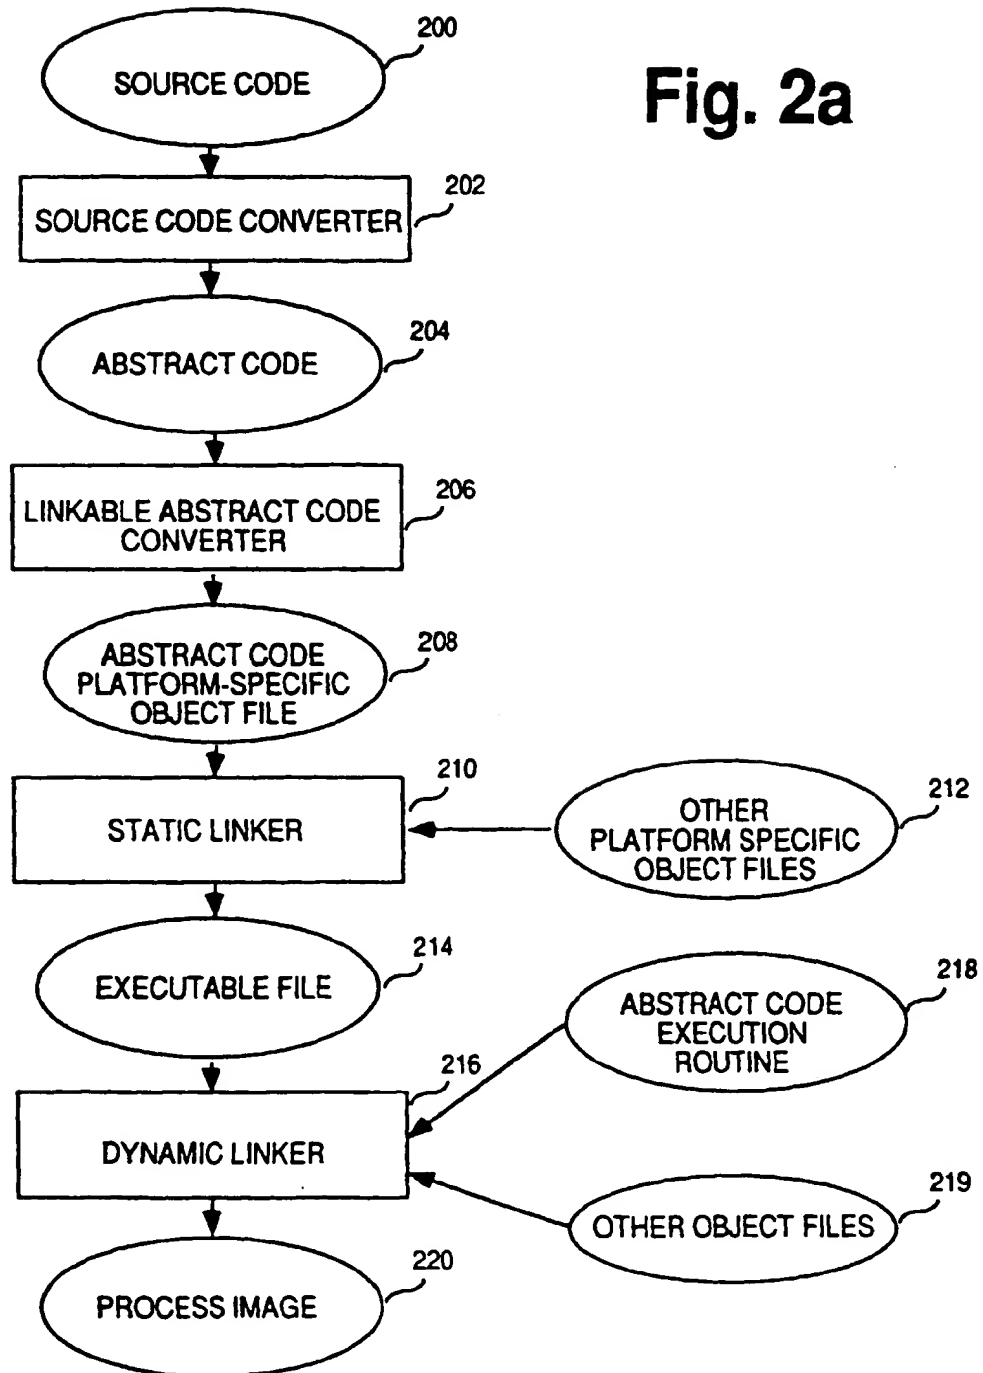 200
Fig. 2a
SOURCE CODE
202
SOURCE CODE CONVERTER
204
ABSTRACT CODE
206
LINKABLE ABSTRACT CODE
CONVERTER
208
ABSTRACT CODE
PLATFORM-SPECIFIC
OBJECT FILE
210
STATIC LINKER
212
OTHER
PLATFORM SPECIFIC
OBJECT FILES
214
EXECUTABLE FILE
218
ABSTRACT CODE
EXECUTION
ROUTINE
216
DYNAMIC LINKER
219
OTHER OBJECT FILES
220
PROCESS IMAGE